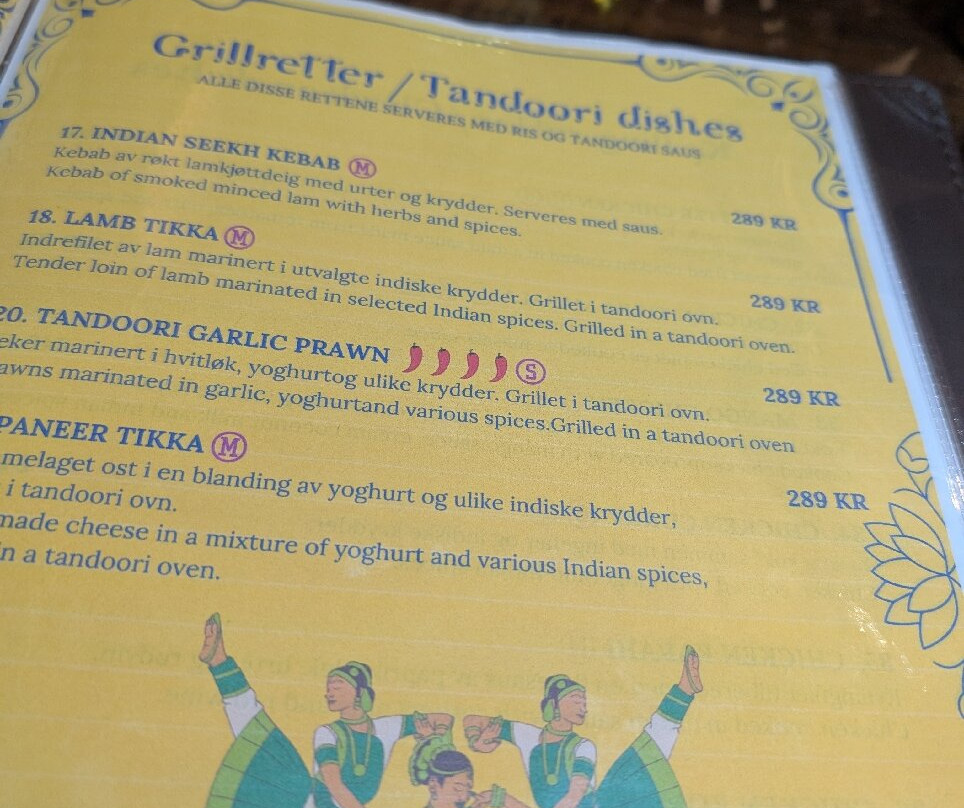 Grillretter / Tandoori dishes
ALLE DISSE RETTENE SERVERES MED RIS OG TANDOORI SAUS
17. INDIAN SEEKH KEBAB M
Kebab av røkt lamkjøttdeig med urter og krydder. Serveres med saus. 289 KR
Kebab of smoked minced lam with herbs and spices.
18. LAMB TIKKA M
Indrefilet av lam marinert i utvalgte indiske krydder. Grillet i tandoori ovn. 289 KR
Tender loin of lamb marinated in selected Indian spices. Grilled in a tandoori oven.
20. TANDOORI GARLIC PRAWN S
eker marinert i hvitløk, yoghurtog ulike krydder. Grillet i tandoori ovn. 289 KR
awns marinated in garlic, yoghurtand various spices.Grilled in a tandoori oven
PANEER TIKKA M
melaget ost i en blanding av yoghurt og ulike indiske krydder, 289 KR
i tandoori ovn.
made cheese in a mixture of yoghurt and various Indian spices,
n a tandoori oven.